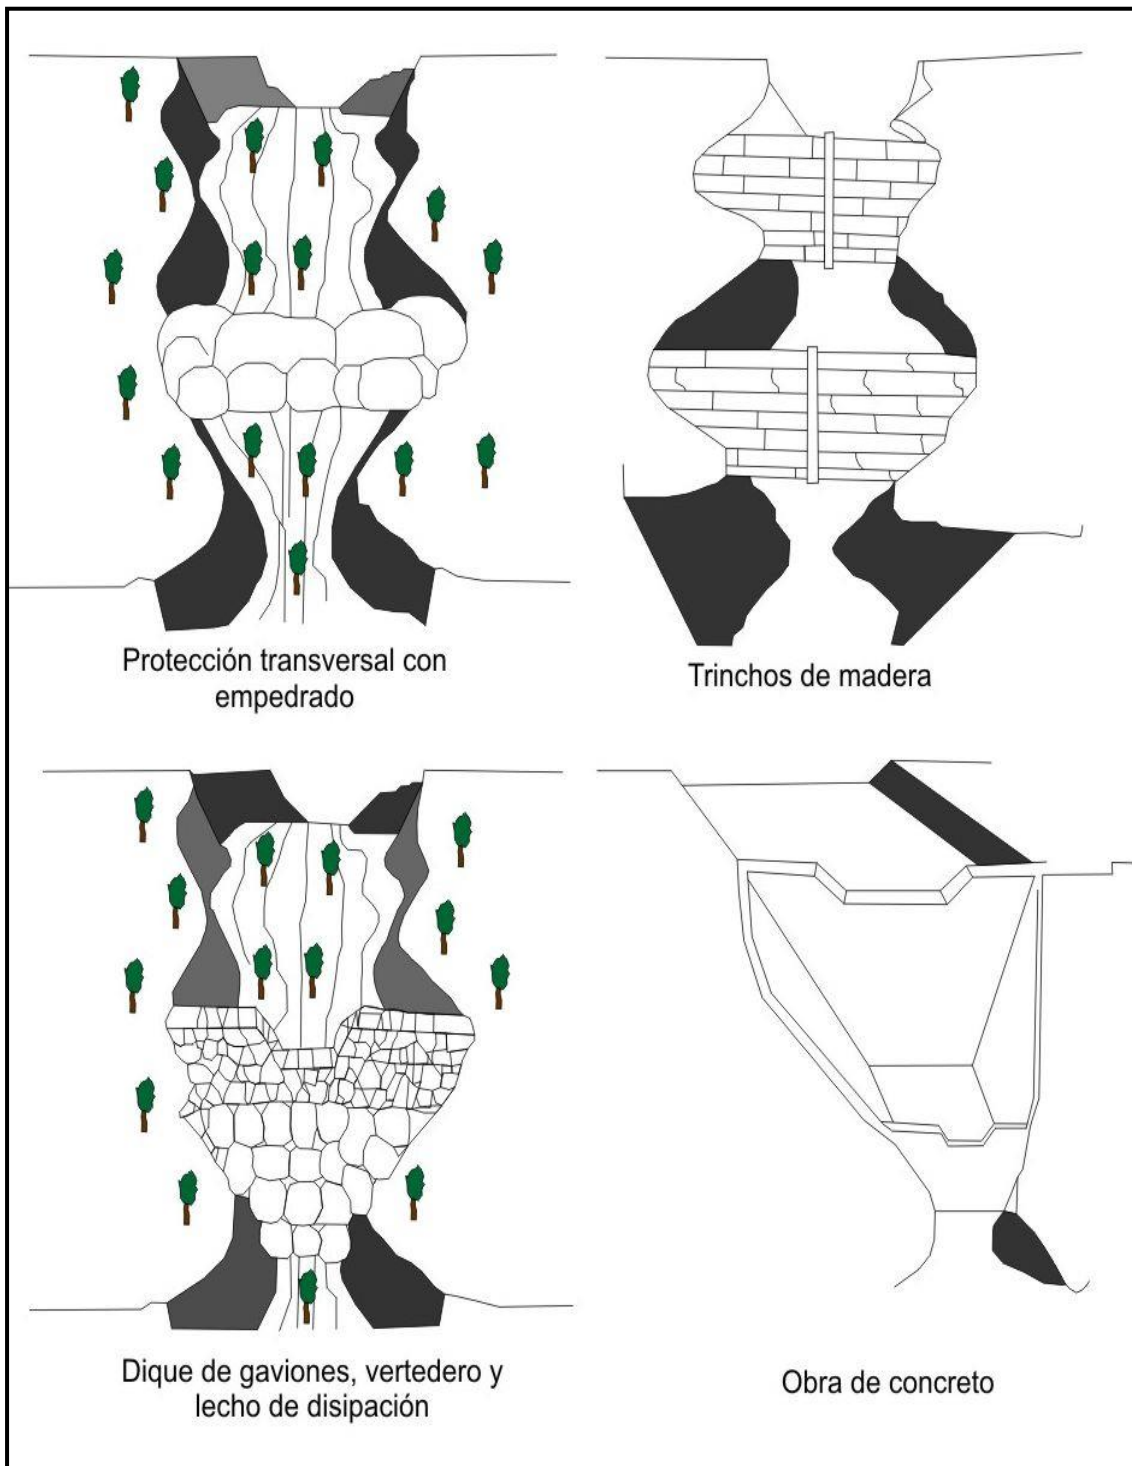 Protección transversal con
empedrado
Trinchos de madera
Dique de gaviones, vertedero y
lecho de disipación
Obra de concreto